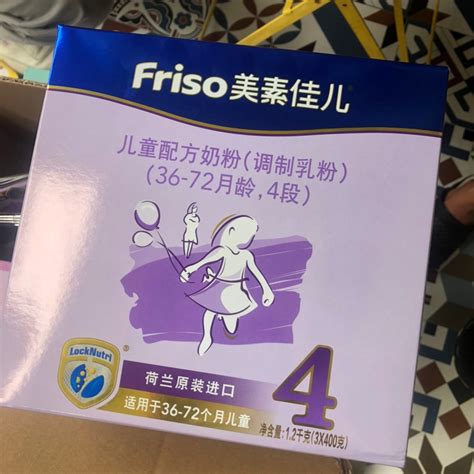 Friso美素佳儿
儿童配方奶粉(调制乳粉)
(36-72月龄,4段)
LockNutri
®
荷兰原装进口
适用于36-72个月儿童
4
净含量:1.2千克(3X400克)